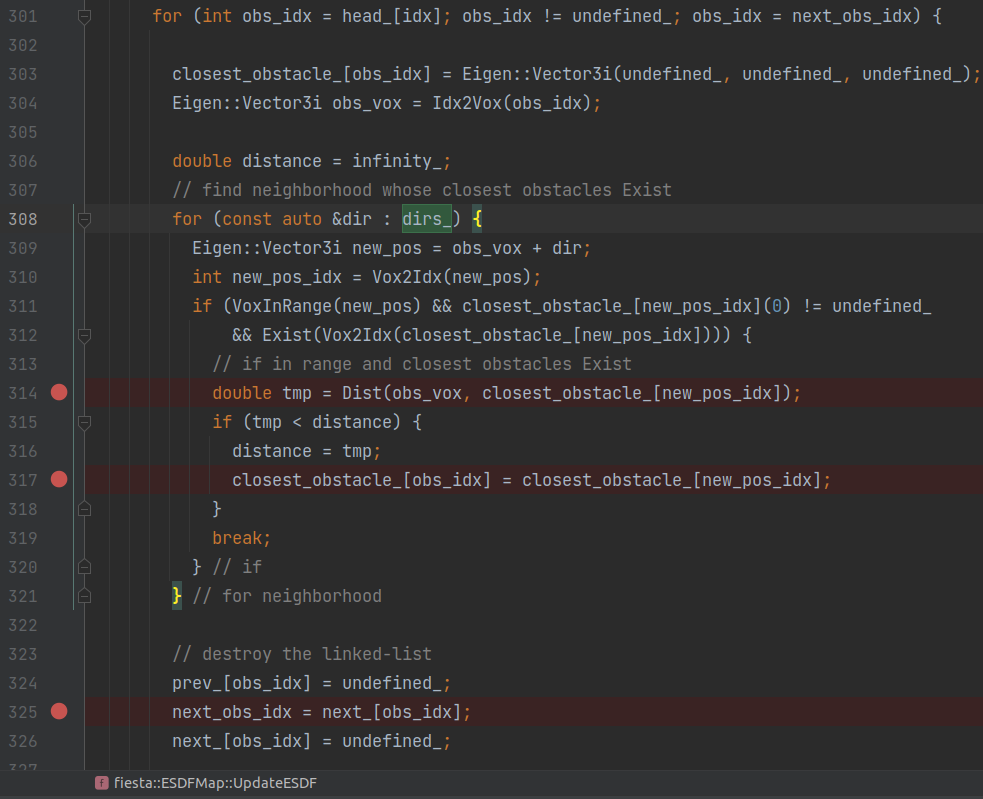 301 for (int obs_idx = head_[idx]; obs_idx != undefined_; obs_idx = next_obs_idx) {
302
303 closest_obstacle_[obs_idx] = Eigen::Vector3i(undefined_, undefined_, undefined_);
304 Eigen::Vector3i obs_vox = Idx2Vox(obs_idx);
305
306 double distance = infinity_;
307 // find neighborhood whose closest obstacles Exist
308 for (const auto &dir : dirs_) {
309 Eigen::Vector3i new_pos = obs_vox + dir;
310 int new_pos_idx = Vox2Idx(new_pos);
311 if (VoxInRange(new_pos) && closest_obstacle_[new_pos_idx](0) != undefined_
312 && Exist(Vox2Idx(closest_obstacle_[new_pos_idx]))) {
313 // if in range and closest obstacles Exist
314 double tmp = Dist(obs_vox, closest_obstacle_[new_pos_idx]);
315 if (tmp < distance) {
316 distance = tmp;
317 closest_obstacle_[obs_idx] = closest_obstacle_[new_pos_idx];
318 }
319 break;
320 } // if
321 } // for neighborhood
322
323 // destroy the linked-list
324 prev_[obs_idx] = undefined_;
325 next_obs_idx = next_[obs_idx];
326 next_[obs_idx] = undefined_;
327
f fiesta::ESDFMap::UpdateESDF